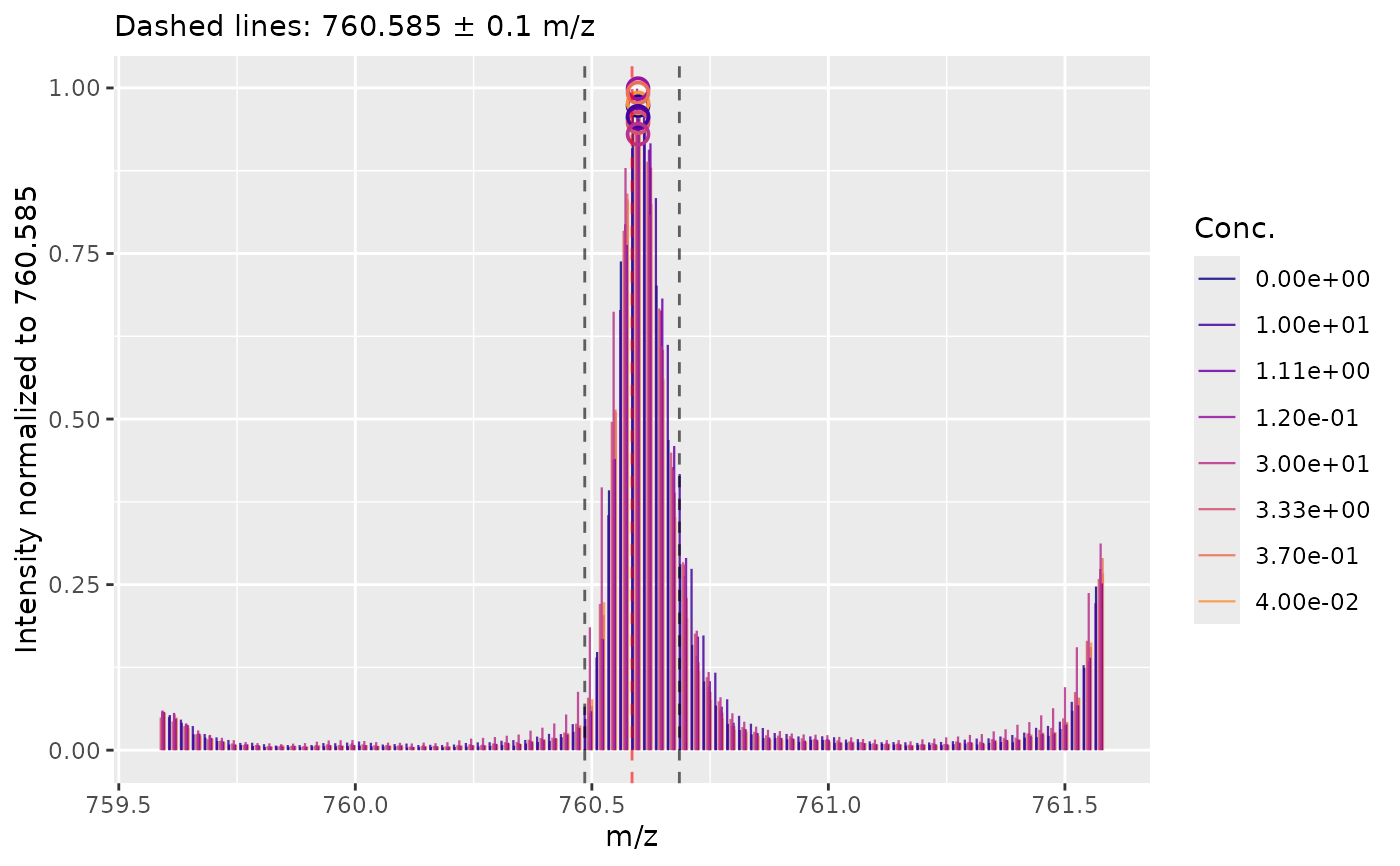 Dashed lines: 760.585 ± 0.1 m/z
Intensity normalized to 760.585
1.00
0.75
0.50
0.25
0.00
759.5
760.0
760.5
761.0
761.5
m/z
Conc.
0.00e+00
1.00e+01
1.11e+00
1.20e-01
3.00e+01
3.33e+00
3.70e-01
4.00e-02